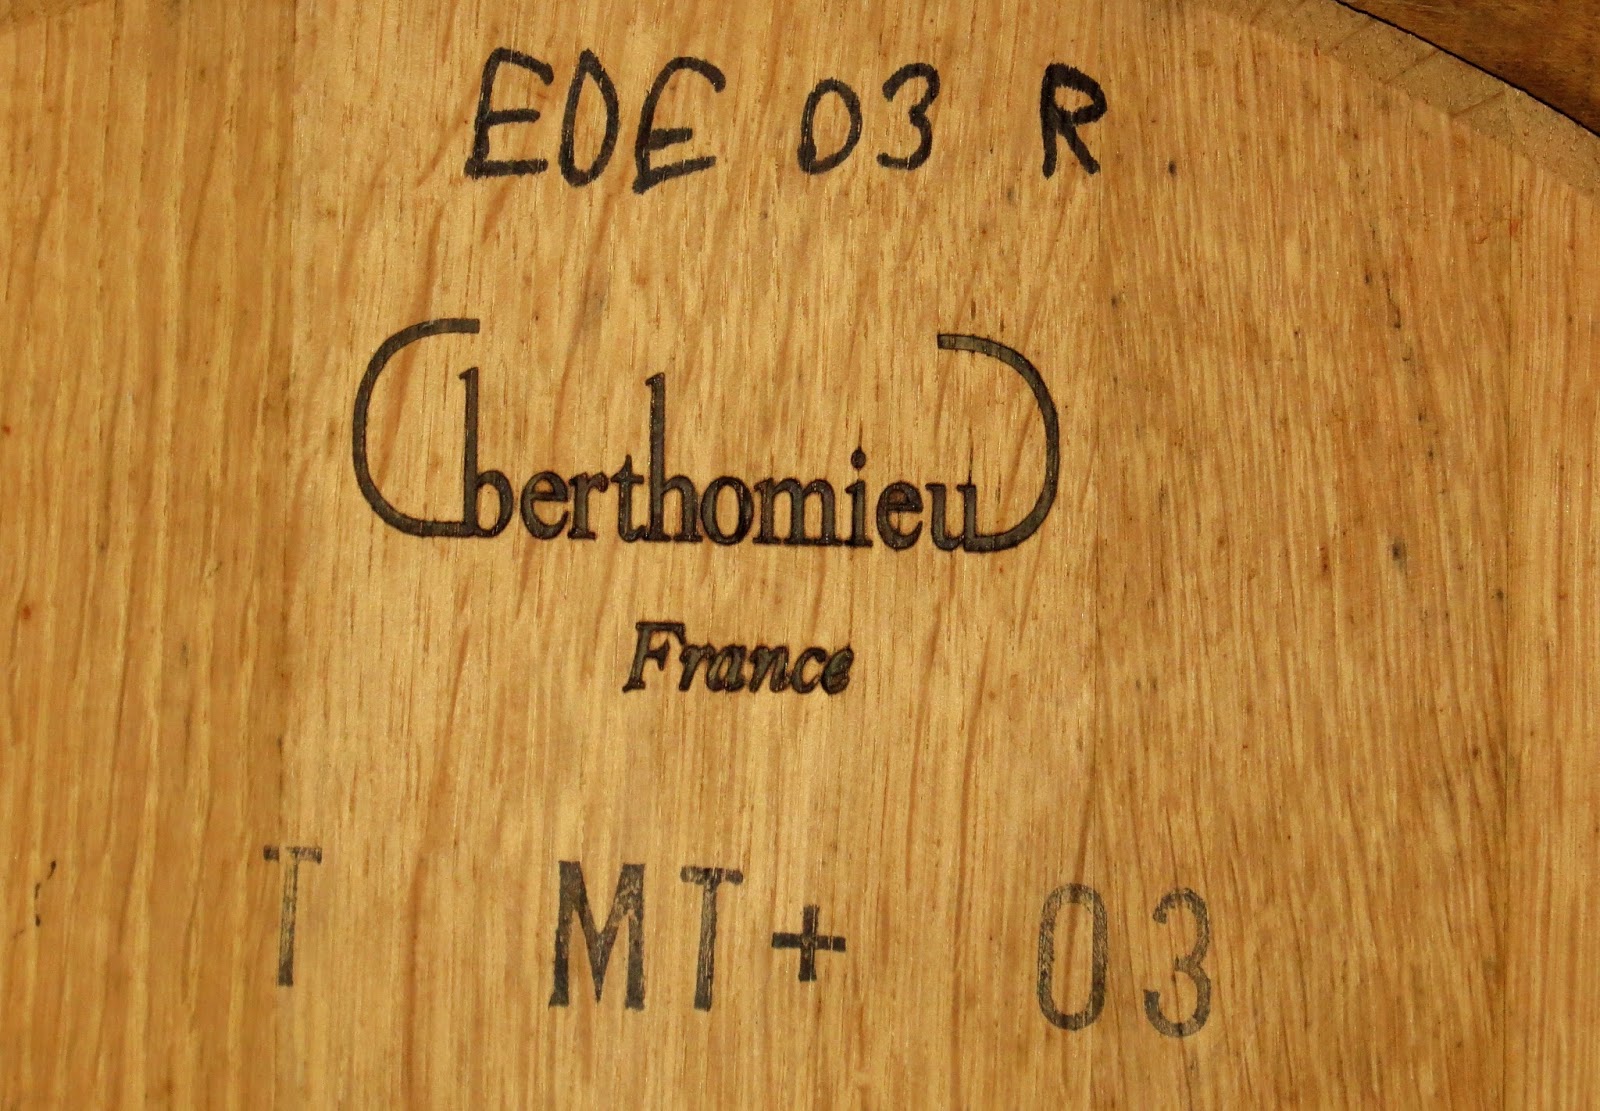 EDE 03 R
berthomieu
France
T MT+ 03